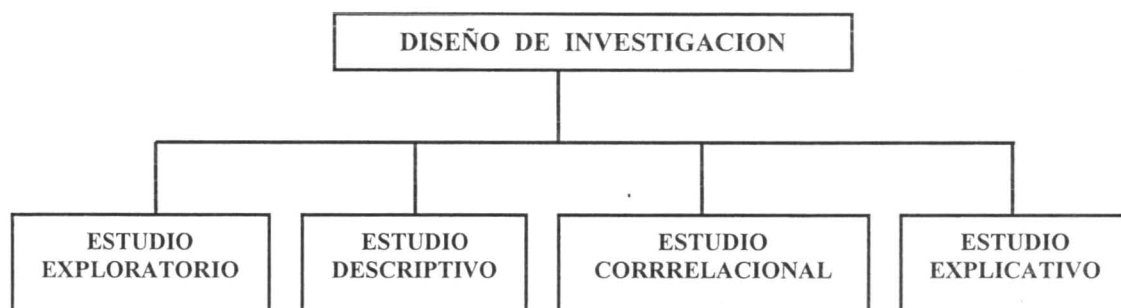 DISEÑO DE INVESTIGACION
ESTUDIO
EXPLORATORIO
ESTUDIO
DESCRIPTIVO
ESTUDIO
CORRRELACIONAL
ESTUDIO
EXPLICATIVO